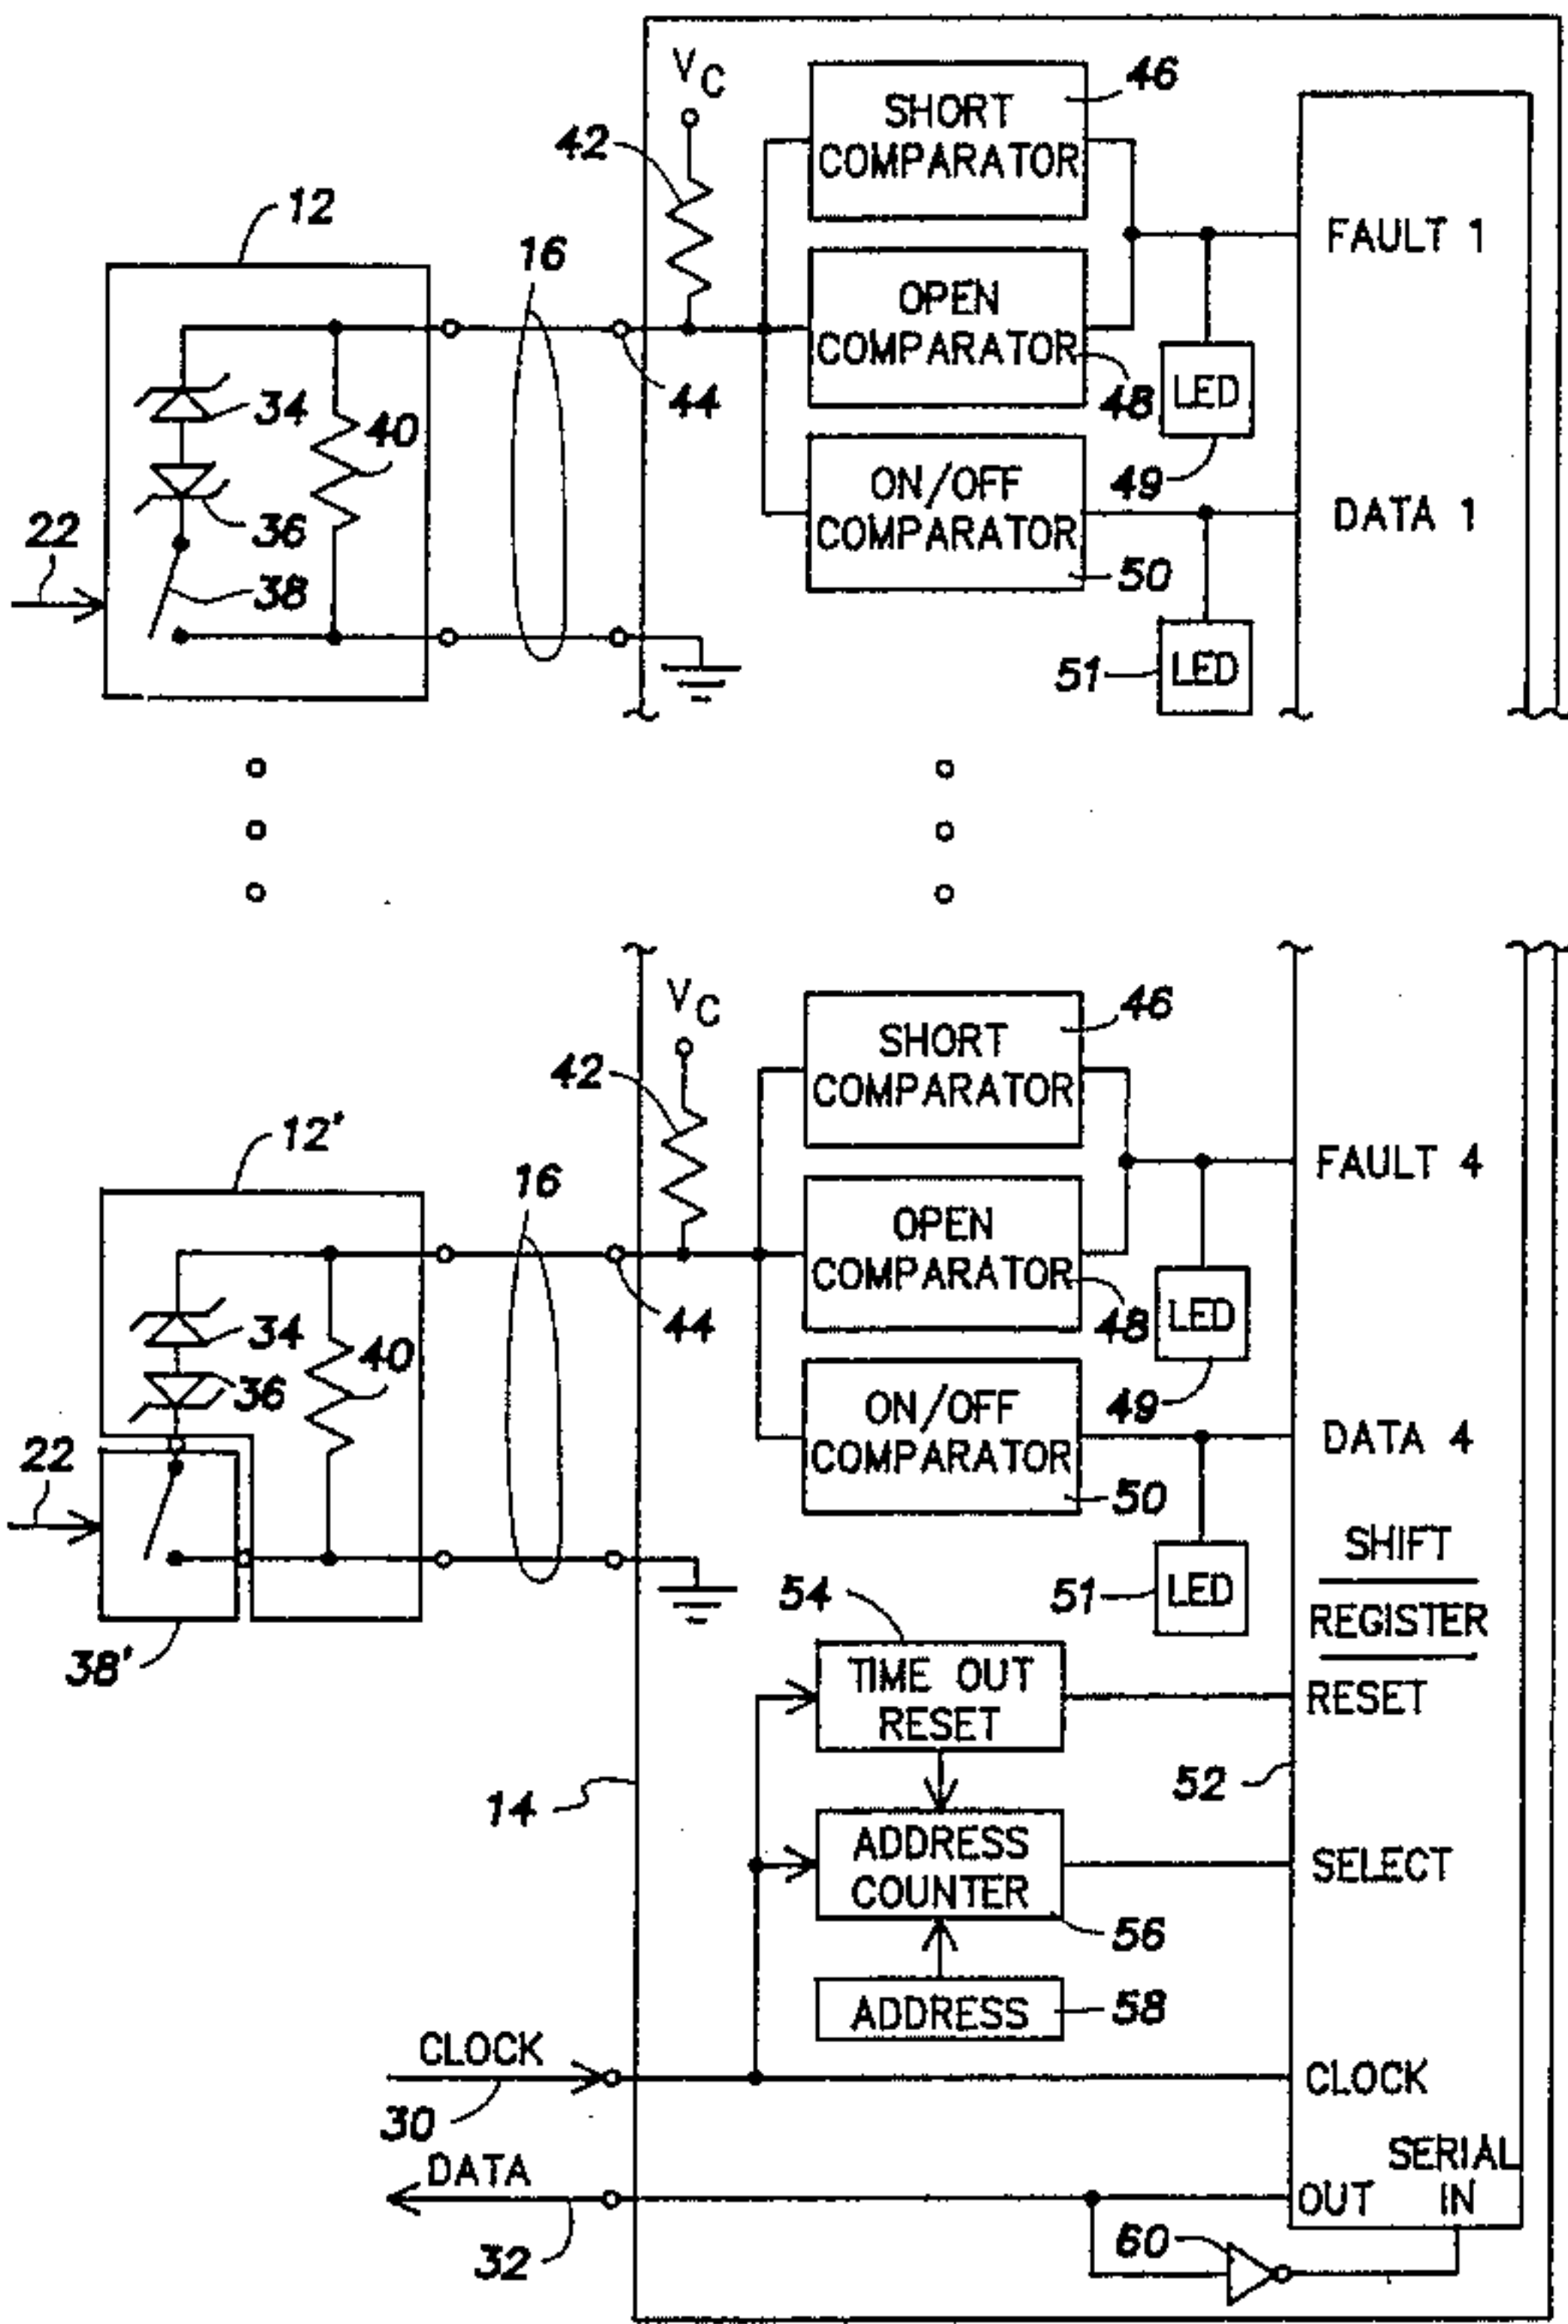 V_C
46
SHORT
COMPARATOR
42
12
16
FAULT 1
OPEN
COMPARATOR
48
44
LED
34
40
49
ON/OFF
COMPARATOR
DATA 1
36
22
38
50
51
LED
V_C
46
SHORT
COMPARATOR
42
12'
16
FAULT 4
OPEN
COMPARATOR
48
44
LED
34
40
36
49
ON/OFF
COMPARATOR
DATA 4
22
50
SHIFT
REGISTER
51
LED
54
38'
TIME OUT
RESET
RESET
52
14
ADDRESS
COUNTER
SELECT
56
ADDRESS
58
CLOCK
CLOCK
30
DATA
SERIAL
IN
OUT
32
60